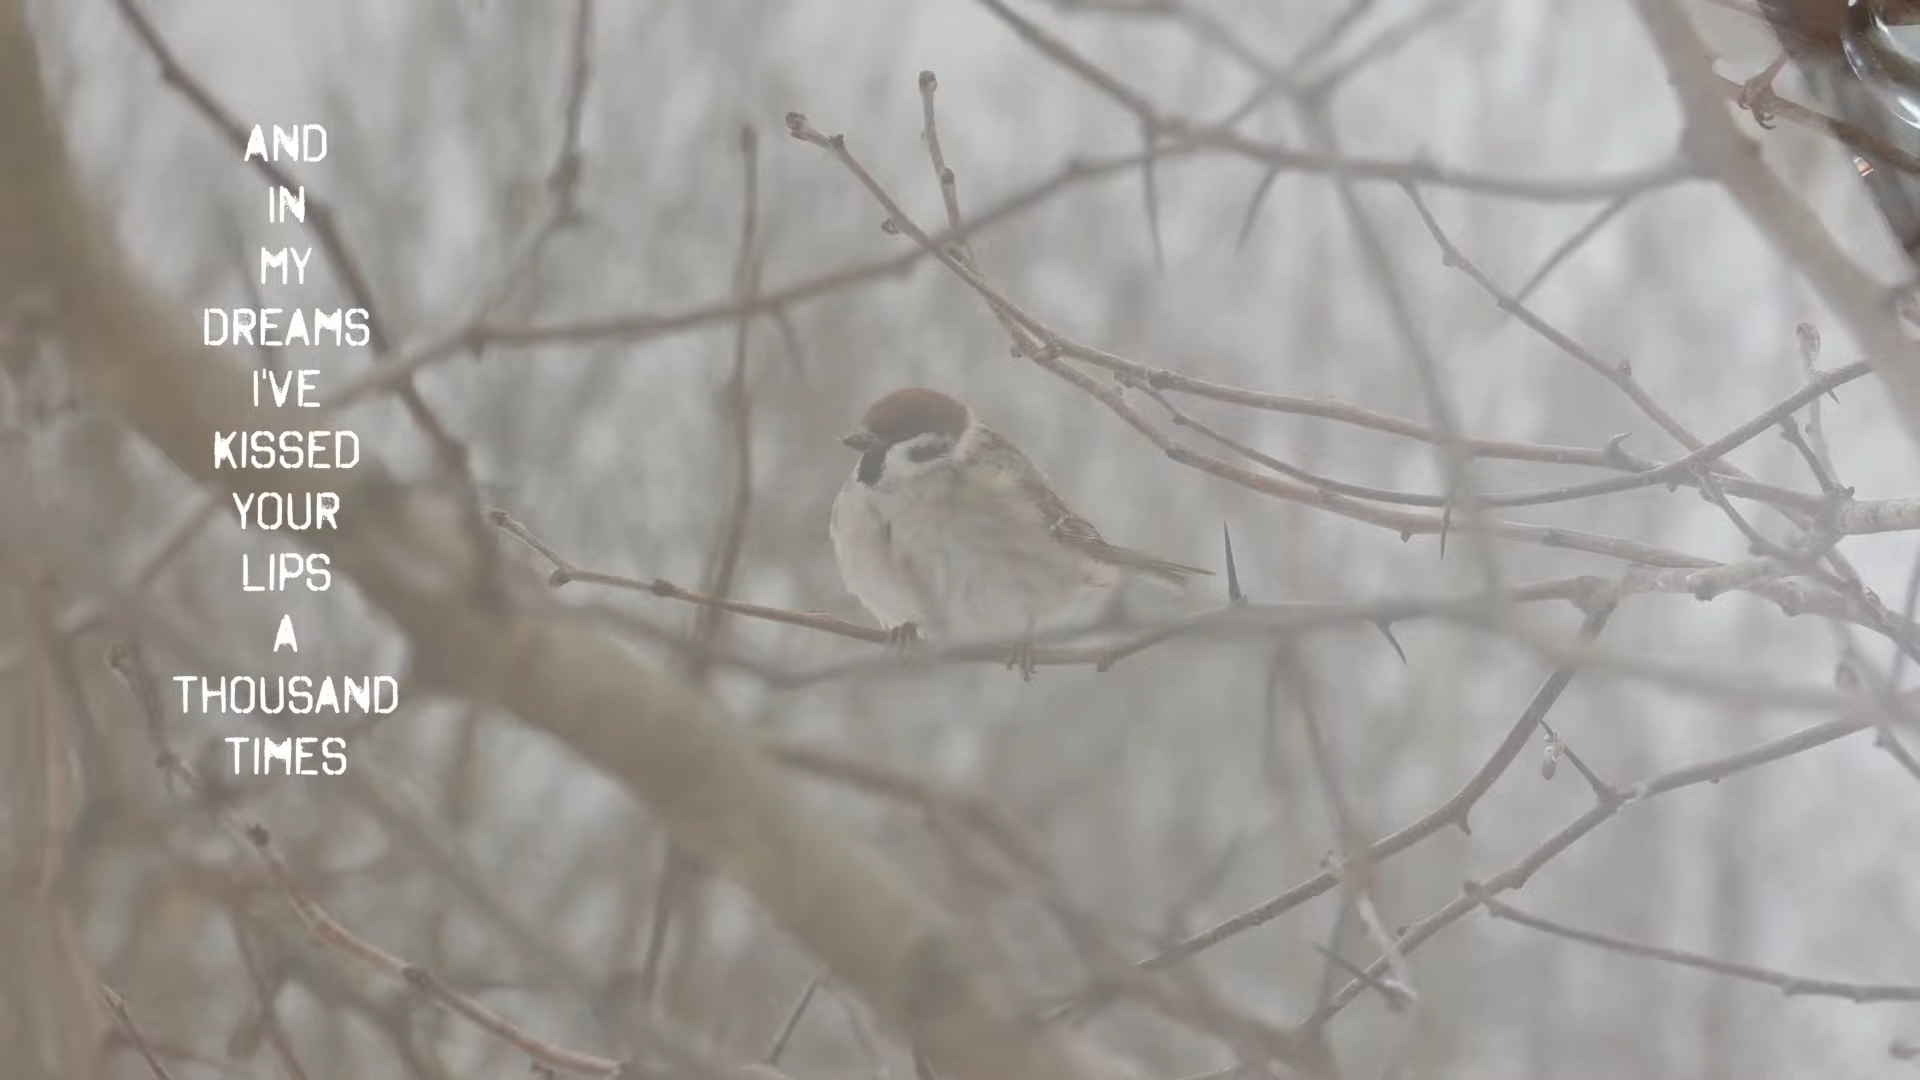 AND
IN
MY
DREAMS
I'VE
KISSED
YOUR
LIPS
A
THOUSAND
TIMES